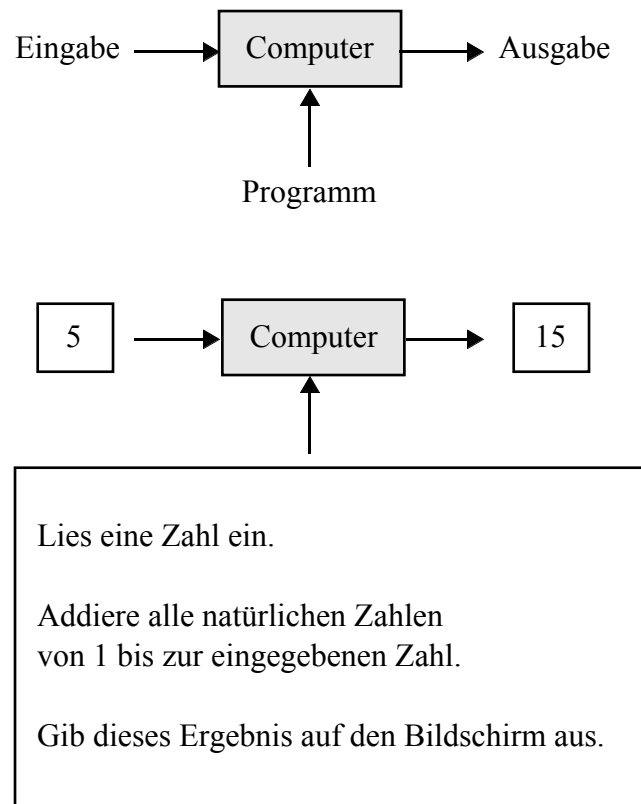 Eingabe Computer Ausgabe
Programm
5 Computer 15
Lies eine Zahl ein.
Addiere alle natürlichen Zahlen
von 1 bis zur eingegebenen Zahl.
Gib dieses Ergebnis auf den Bildschirm aus.